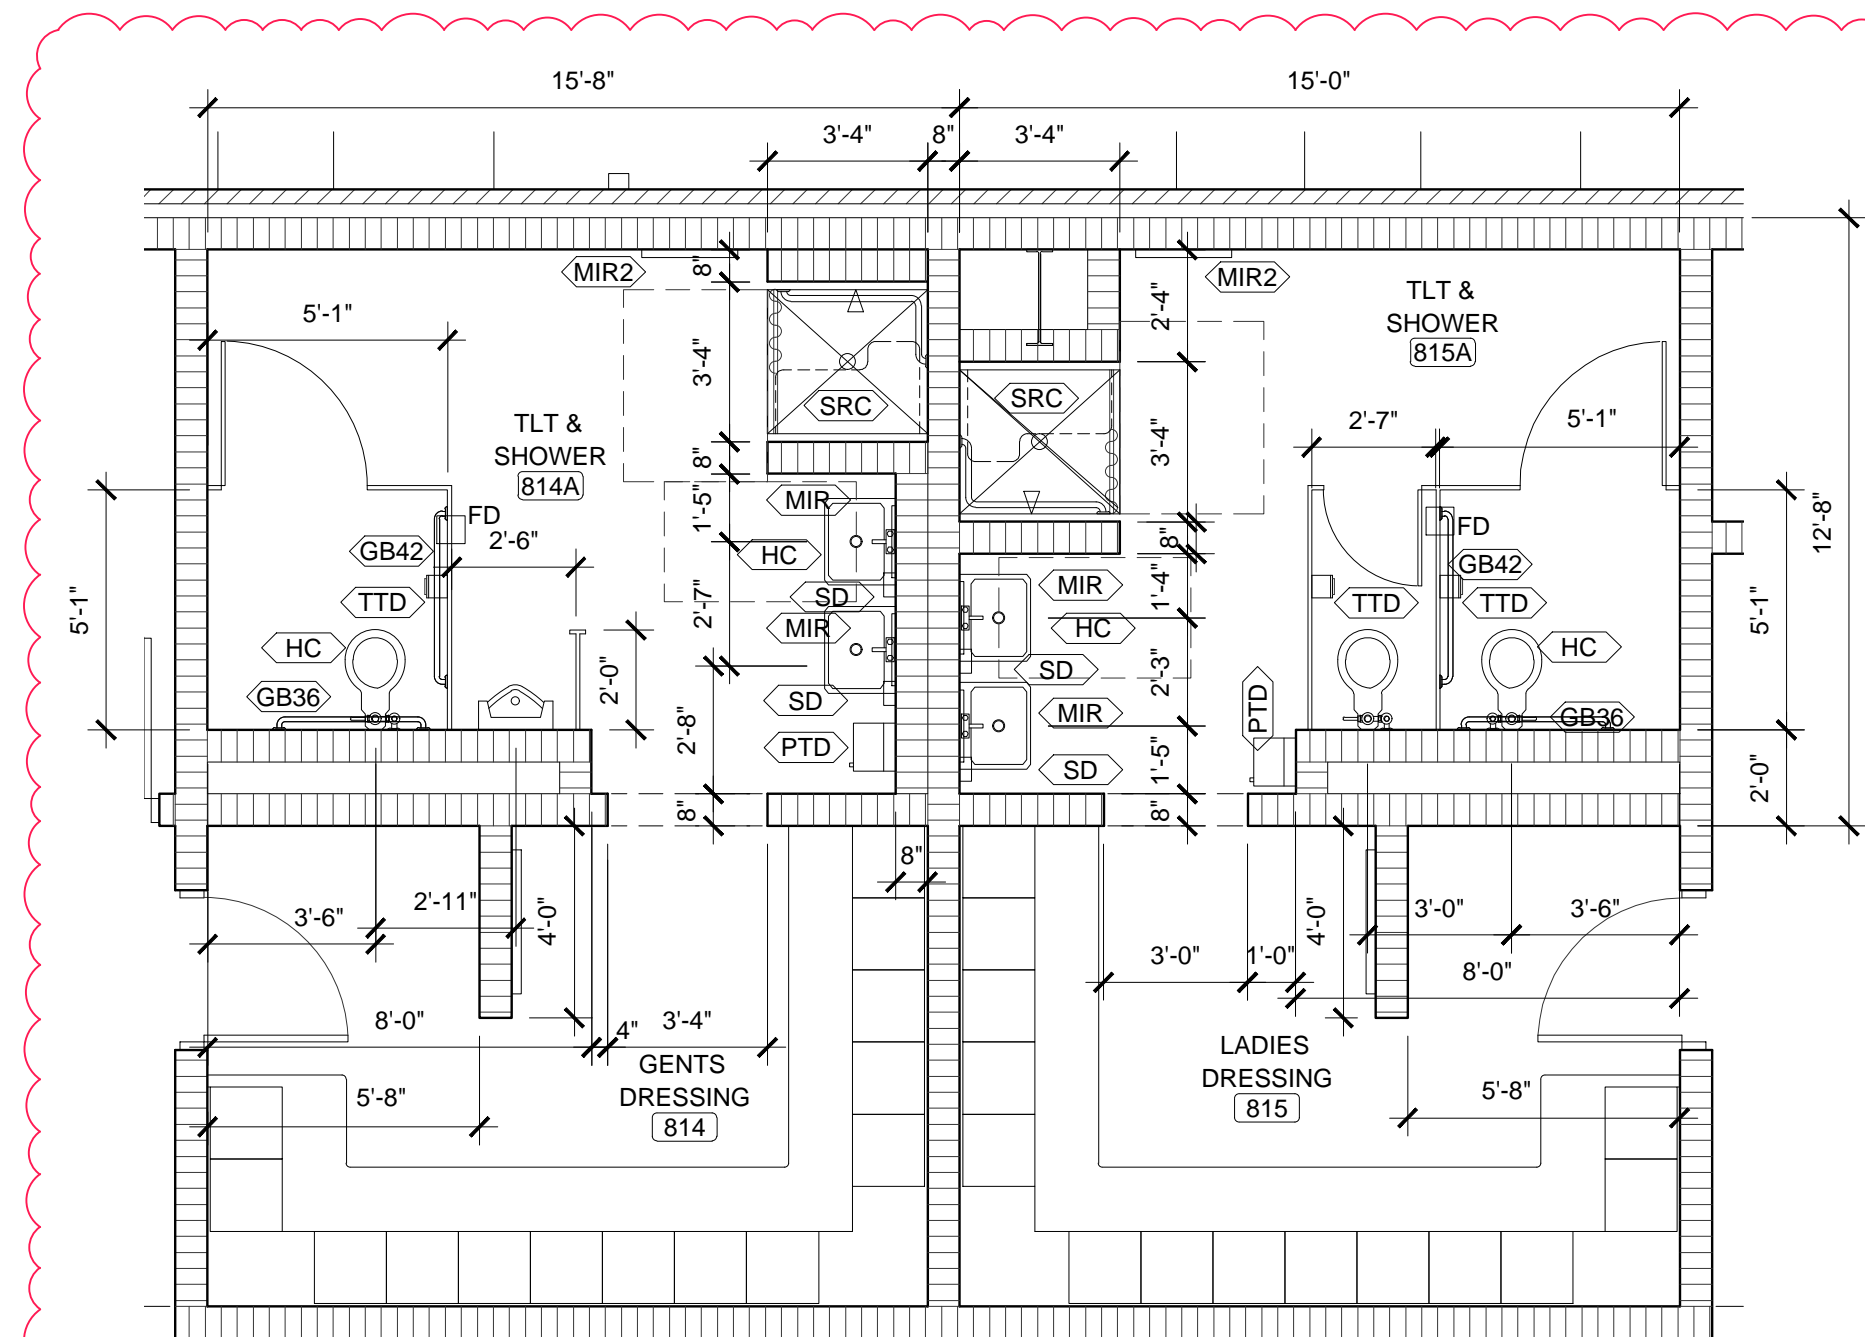 15'-8"
15'-0"
3'-4"
8"
3'-4"
MIR2
8"
MIR2
2'-4"
TLT &
SHOWER
815A
5'-1"
3'-4"
SRC
SRC
TLT &
SHOWER
814A
2'-7"
5'-1"
3'-4"
8"
1'-5"
MIR
FD
2'-6"
GB42
HC
8"
FD
GB42
12'-8"
5'-1"
TTD
2'-7"
SD
MIR
1'-4"
MIR
HC
TTD
TTD
5'-1"
HC
GB36
2'-0"
SD
2'-3"
SD
MIR
PTD
HC
GB36
2'-8"
PTD
1'-5"
SD
2'-0"
8"
8"
8"
3'-6"
2'-11"
4'-0"
4'-0"
3'-0"
3'-6"
3'-0"
1'-0"
8'-0"
8'-0"
4"
3'-4"
GENTS
DRESSING
814
LADIES
DRESSING
815
5'-8"
5'-8"